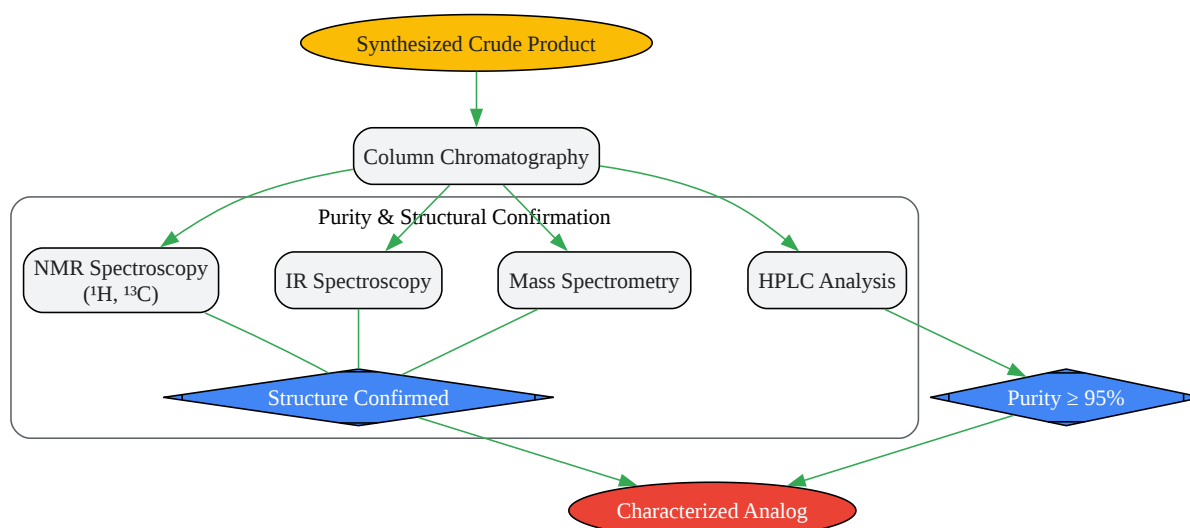 Synthesized Crude Product
Column Chromatography
Purity & Structural Confirmation
NMR Spectroscopy
(¹H, ¹³C)
IR Spectroscopy
Mass Spectrometry
HPLC Analysis
Structure Confirmed
Purity ≥ 95%
Characterized Analog